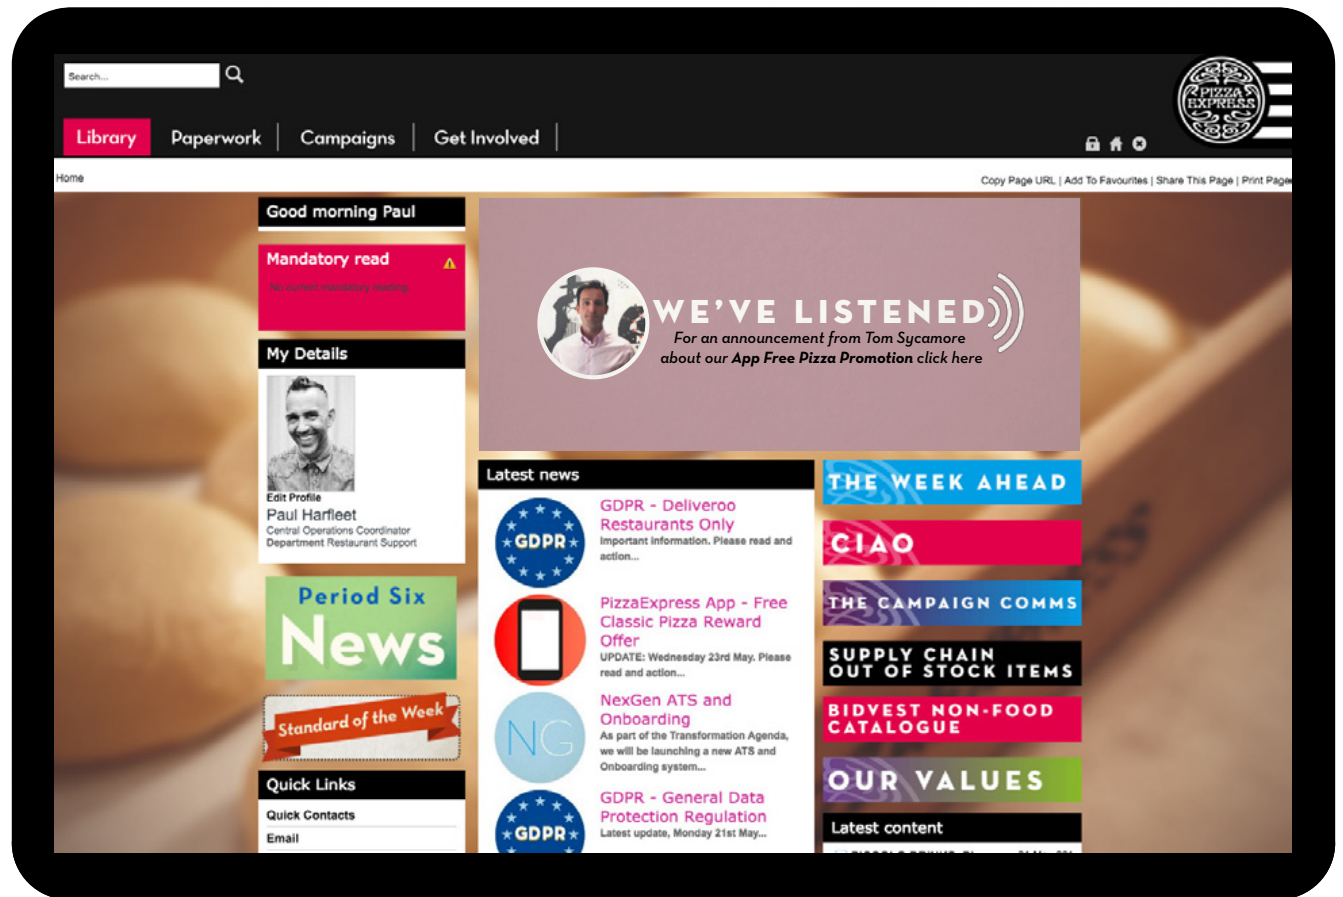 Search...
PIZZA
EXPRESS
Library
Paperwork
Campaigns
Get Involved
Home
Copy Page URL | Add To Favourites | Share This Page | Print Page
Good morning Paul
Mandatory read
No current mandatory reading
My Details
Edit Profile
Paul Harfleet
Central Operations Coordinator
Department Restaurant Support
Period Six
News
Standard of the Week
Quick Links
Quick Contacts
Email
WE'VE LISTENED
For an announcement from Tom Sycamore
about our App Free Pizza Promotion click here
Latest news
GDPR
GDPR - Deliveroo
Restaurants Only
Important information. Please read and
action...
PizzaExpress App - Free
Classic Pizza Reward
Offer
UPDATE: Wednesday 23rd May. Please
read and action...
NG
NexGen ATS and
Onboarding
As part of the Transformation Agenda,
we will be launching a new ATS and
Onboarding system...
GDPR
GDPR - General Data
Protection Regulation
Latest update, Monday 21st May...
THE WEEK AHEAD
CIAO
THE CAMPAIGN COMMS
SUPPLY CHAIN
OUT OF STOCK ITEMS
BIDVEST NON-FOOD
CATALOGUE
OUR VALUES
Latest content